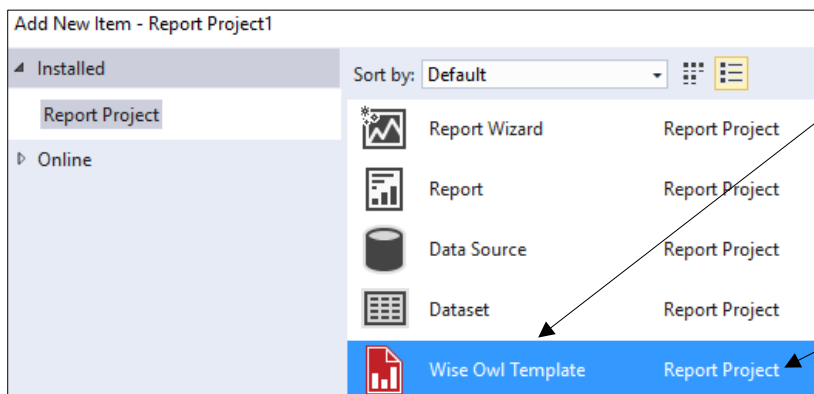 Add New Item - Report Project1
Installed
Report Project
Online
Sort by: Default
Report Wizard Report Project
Report Report Project
Data Source Report Project
Dataset Report Project
Wise Owl Template Report Project